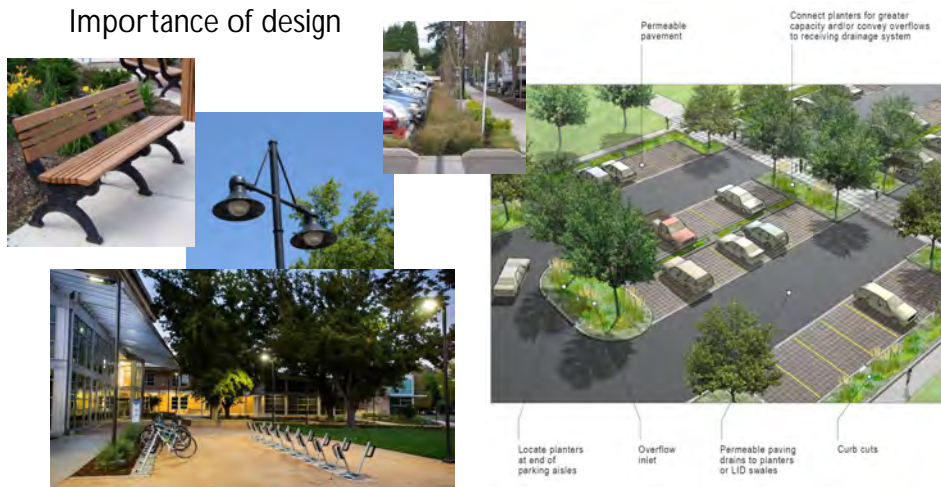 Importance of design
Permeable
pavement
Connect planters for greater
capacity and/or convey overflows
to receiving drainage system
Locate planters
at end of
parking aisles
Overflow
inlet
Permeable paving
drains to planters
or LID swales
Curb cuts